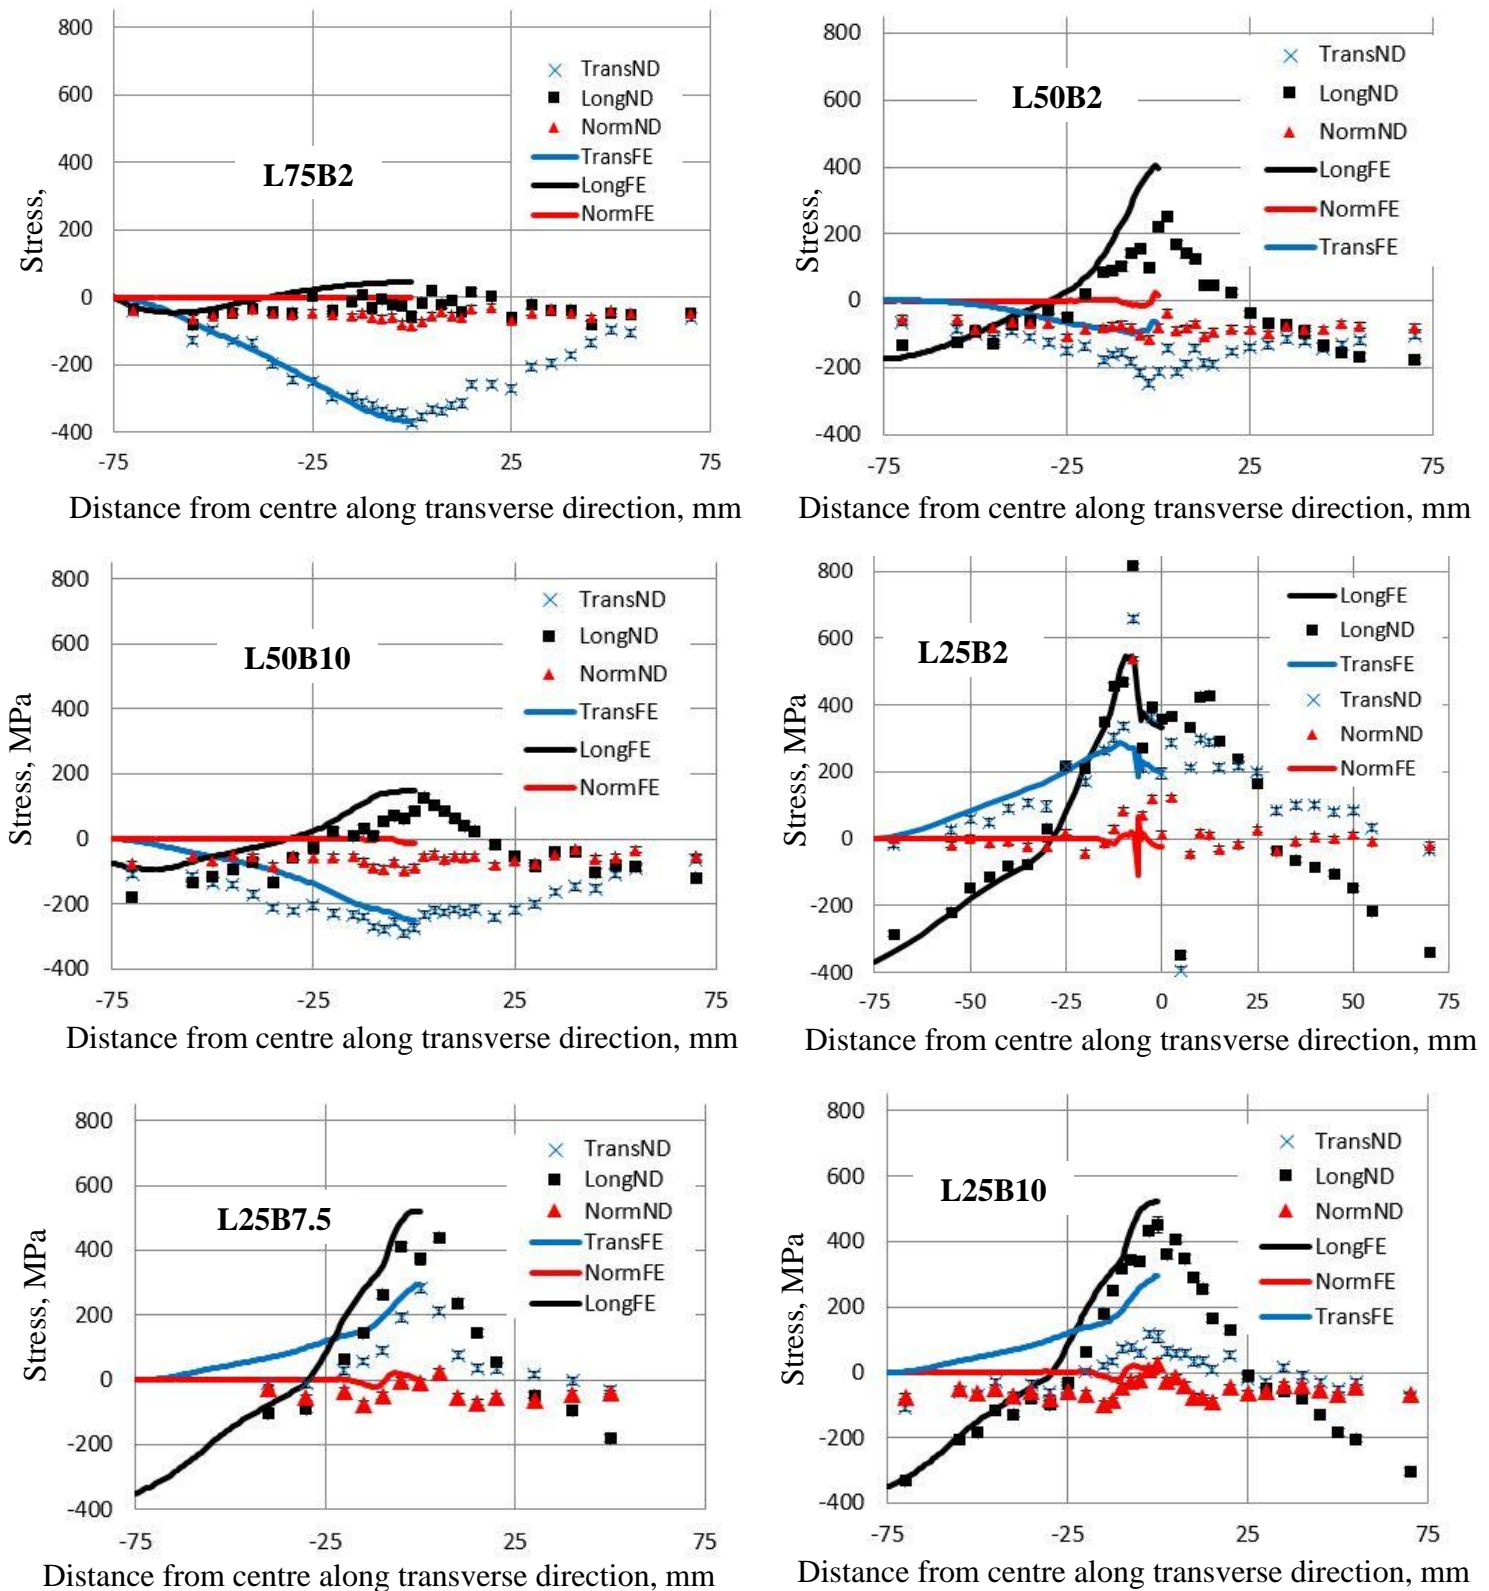 800
600
400
200
0
-200
-400
-75
-25
25
75
Stress,
L75B2
TransND
LongND
NormND
TransFE
LongFE
NormFE
Distance from centre along transverse direction, mm
800
600
400
200
0
-200
-400
-75
-25
25
75
Stress,
L50B2
TransND
LongND
NormND
LongFE
NormFE
TransFE
Distance from centre along transverse direction, mm
800
600
400
200
0
-200
-400
-75
-25
25
75
Stress, MPa
L50B10
TransND
LongND
NormND
TransFE
LongFE
NormFE
Distance from centre along transverse direction, mm
800
600
400
200
0
-200
-400
-75
-50
-25
0
25
50
75
Stress, MPa
L25B2
LongFE
LongND
TransFE
TransND
NormND
NormFE
Distance from centre along transverse direction, mm
800
600
400
200
0
-200
-400
-75
-25
25
75
Stress, MPa
L25B7.5
TransND
LongND
NormND
TransFE
NormFE
LongFE
Distance from centre along transverse direction, mm
800
600
400
200
0
-200
-400
-75
-25
25
75
Stress, MPa
L25B10
TransND
LongND
NormND
LongFE
NormFE
TransFE
Distance from centre along transverse direction, mm